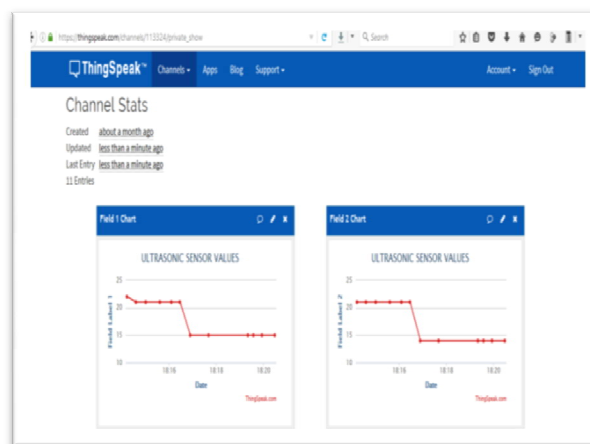 https://thingspeak.com/channels/113324/private_show
Search
ThingSpeak™
Channels
Apps
Blog
Support
Account
Sign Out
Channel Stats
Created about a month ago
Updated less than a minute ago
Last Entry less than a minute ago
11 Entries
Field 1 Chart
ULTRASONIC SENSOR VALUES
Field Label 1
25
20
15
10
18:16
18:18
18:20
Date
ThingSpeak.com
Field 2 Chart
ULTRASONIC SENSOR VALUES
Field Label 2
25
20
15
10
18:16
18:18
18:20
Date
ThingSpeak.com